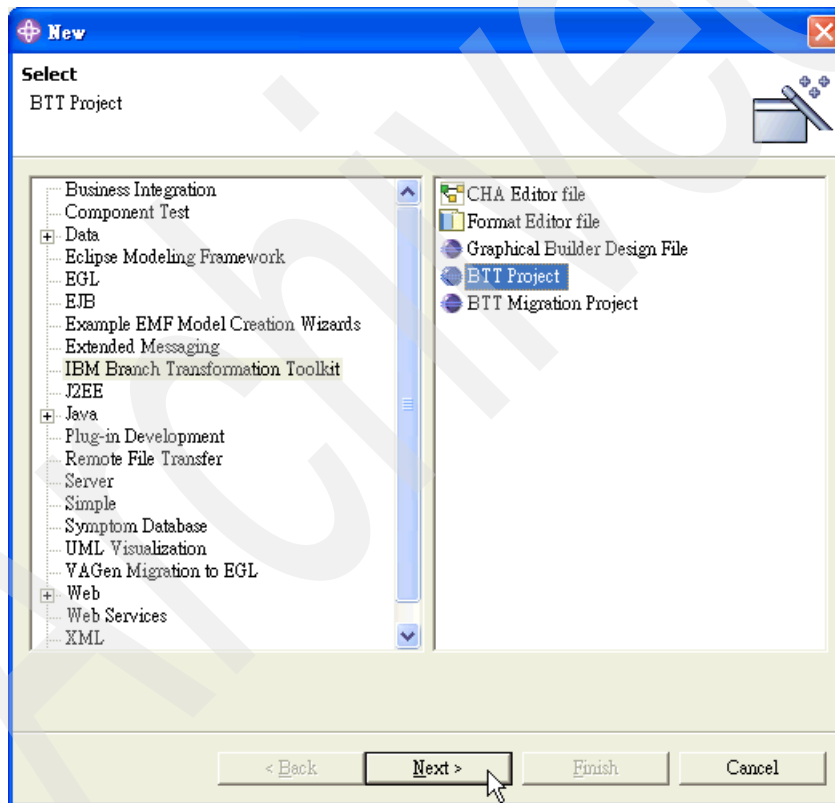 New
Select
BTT Project
Business Integration
Component Test
Data
Eclipse Modeling Framework
EGL
EJB
Example EMF Model Creation Wizards
Extended Messaging
IBM Branch Transformation Toolkit
J2EE
Java
Plug-in Development
Remote File Transfer
Server
Simple
Symptom Database
UML Visualization
VAGen Migration to EGL
Web
Web Services
XML
CHA Editor file
Format Editor file
Graphical Builder Design File
BTT Project
BTT Migration Project
< Back Next > Finish Cancel